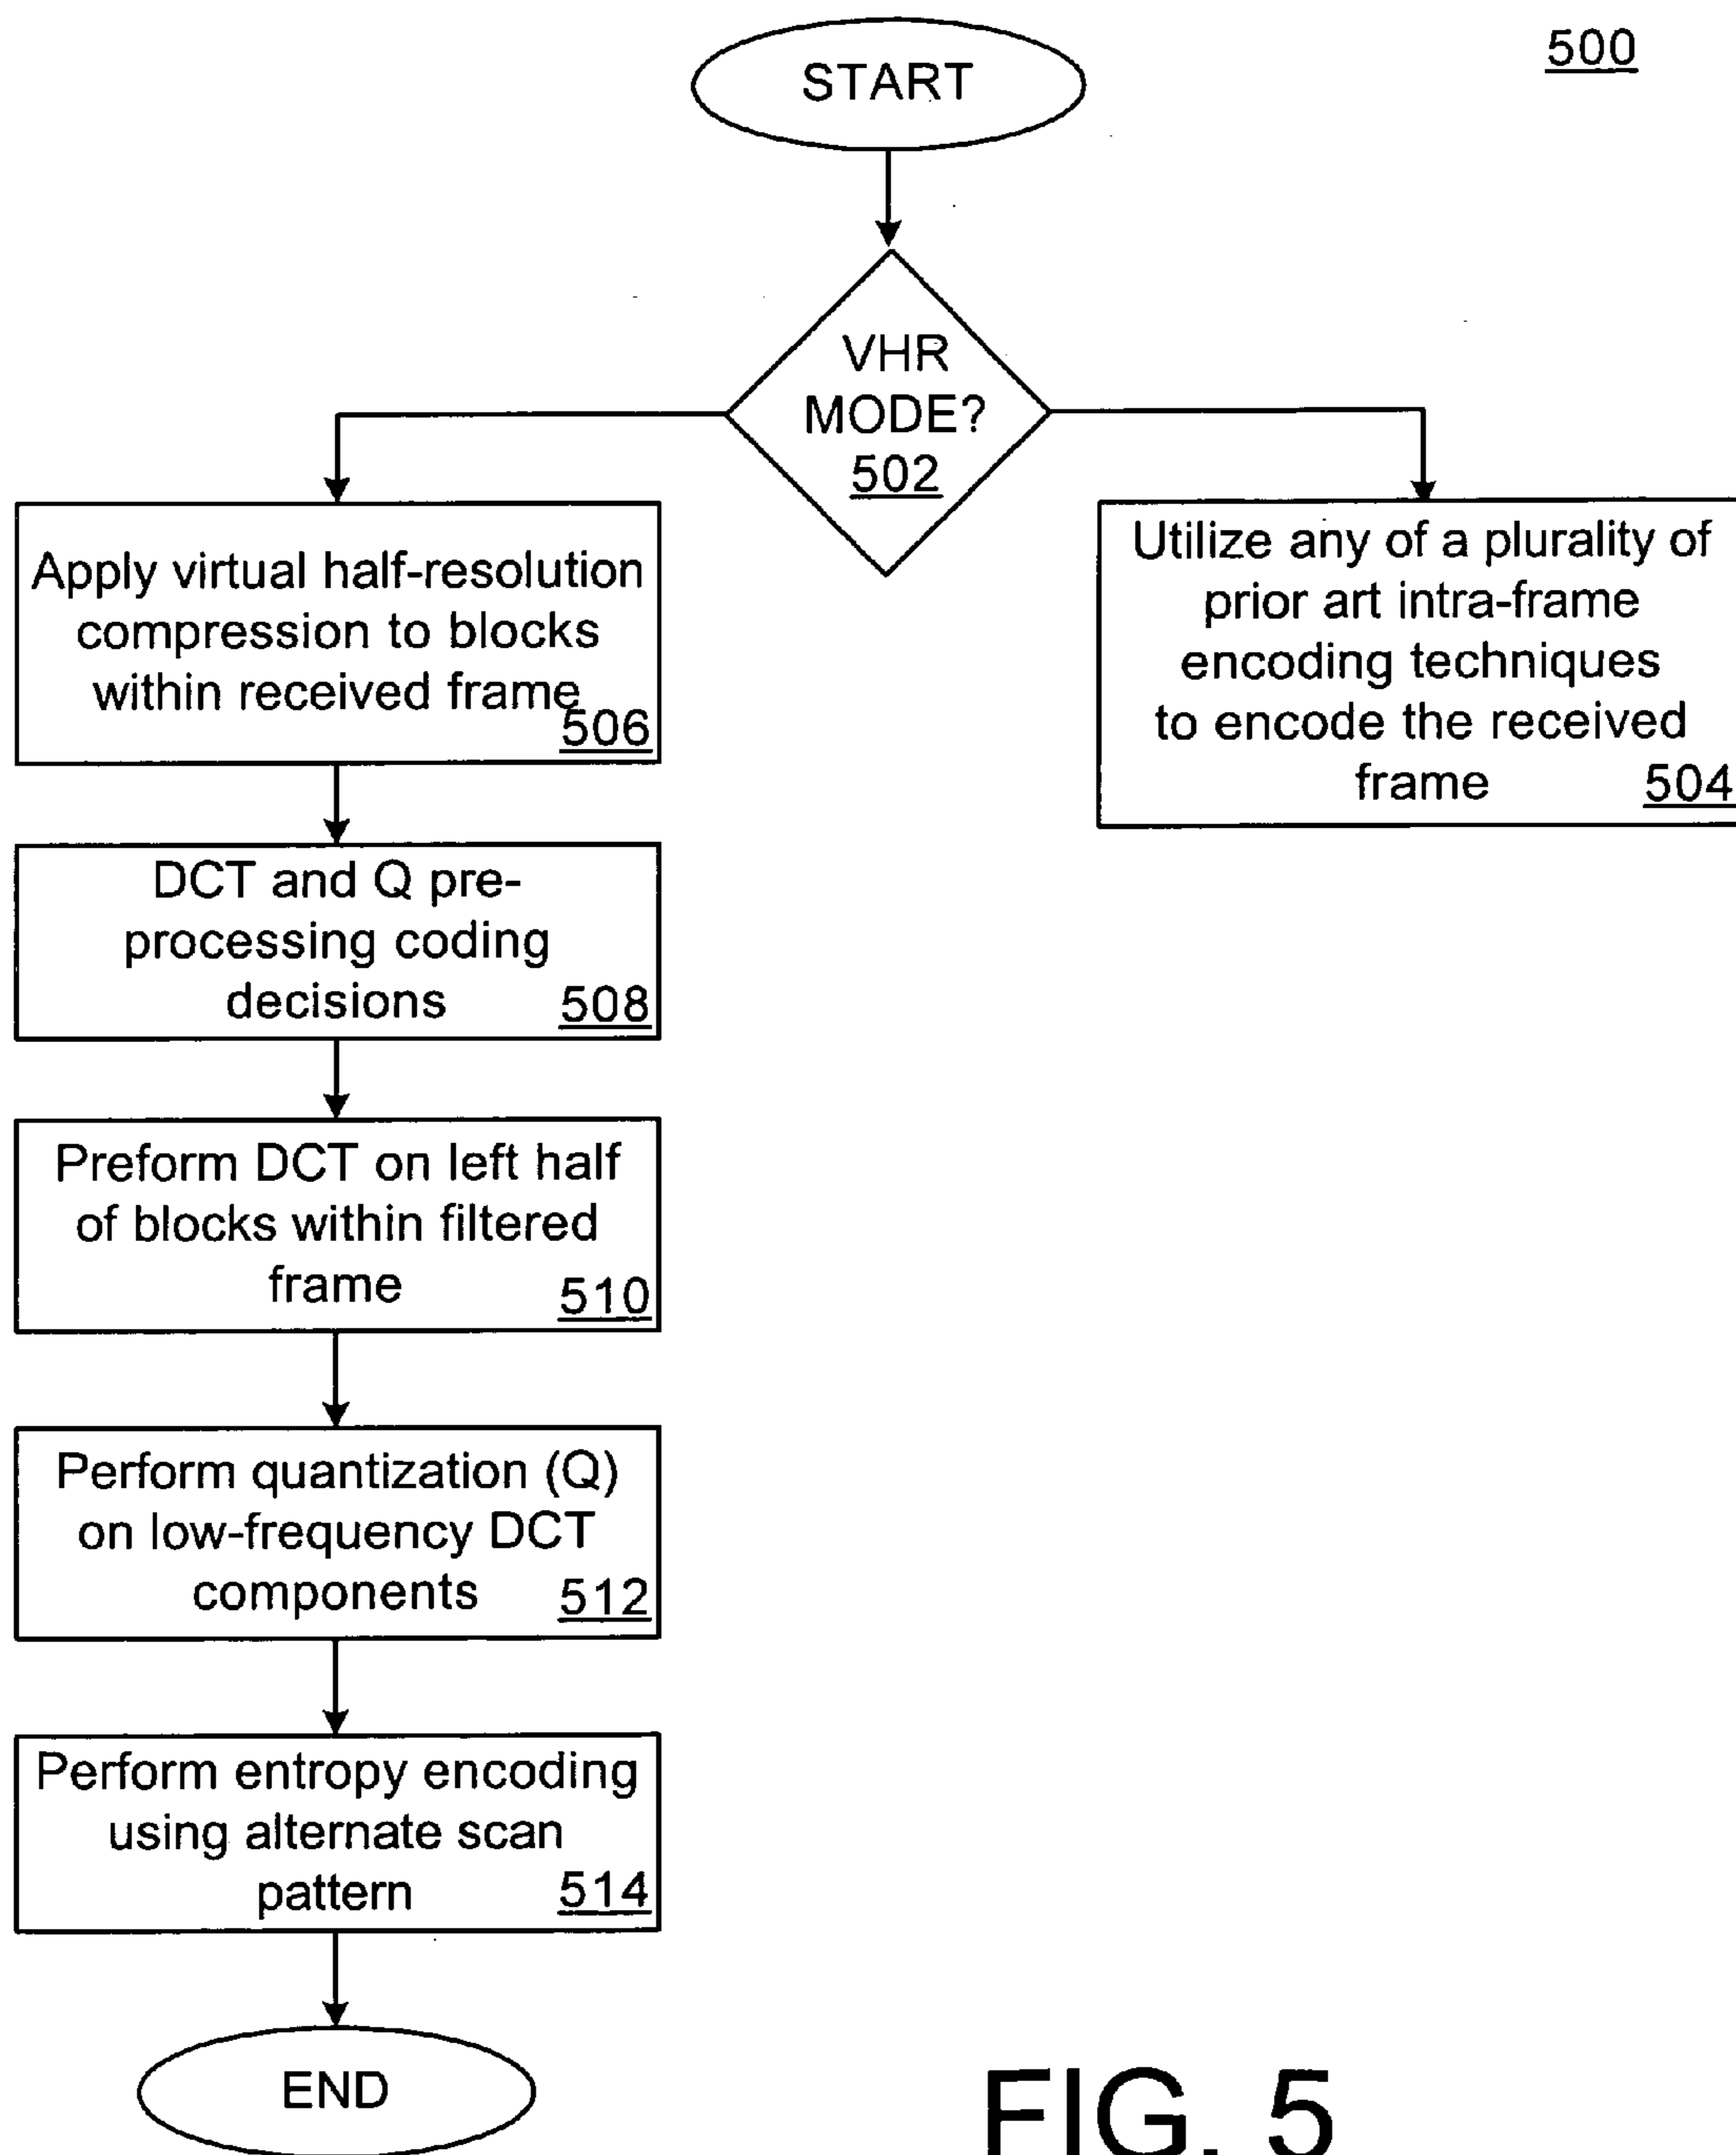 500
START
VHR
MODE?
502
Apply virtual half-resolution
compression to blocks
within received frame
506
Utilize any of a plurality of
prior art intra-frame
encoding techniques
to encode the received
frame 504
DCT and Q pre-
processing coding
decisions 508
Preform DCT on left half
of blocks within filtered
frame 510
Perform quantization (Q)
on low-frequency DCT
components 512
Perform entropy encoding
using alternate scan
pattern 514
END
FIG. 5